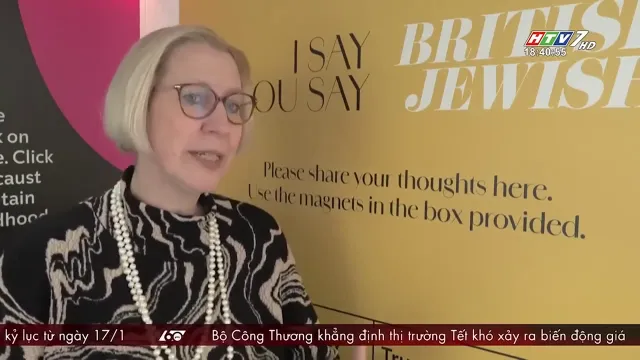 HTV7 HD
18:40:55
I SAY
OU SAY
BRITISH
JEWISH
Please share your thoughts here.
Use the magnets in the box provided.
k on
e. Click
caust
tain
dhood
kỷ lục từ ngày 17/1
60
Bộ Công Thương khẳng định thị trường Tết khó xảy ra biến động giá